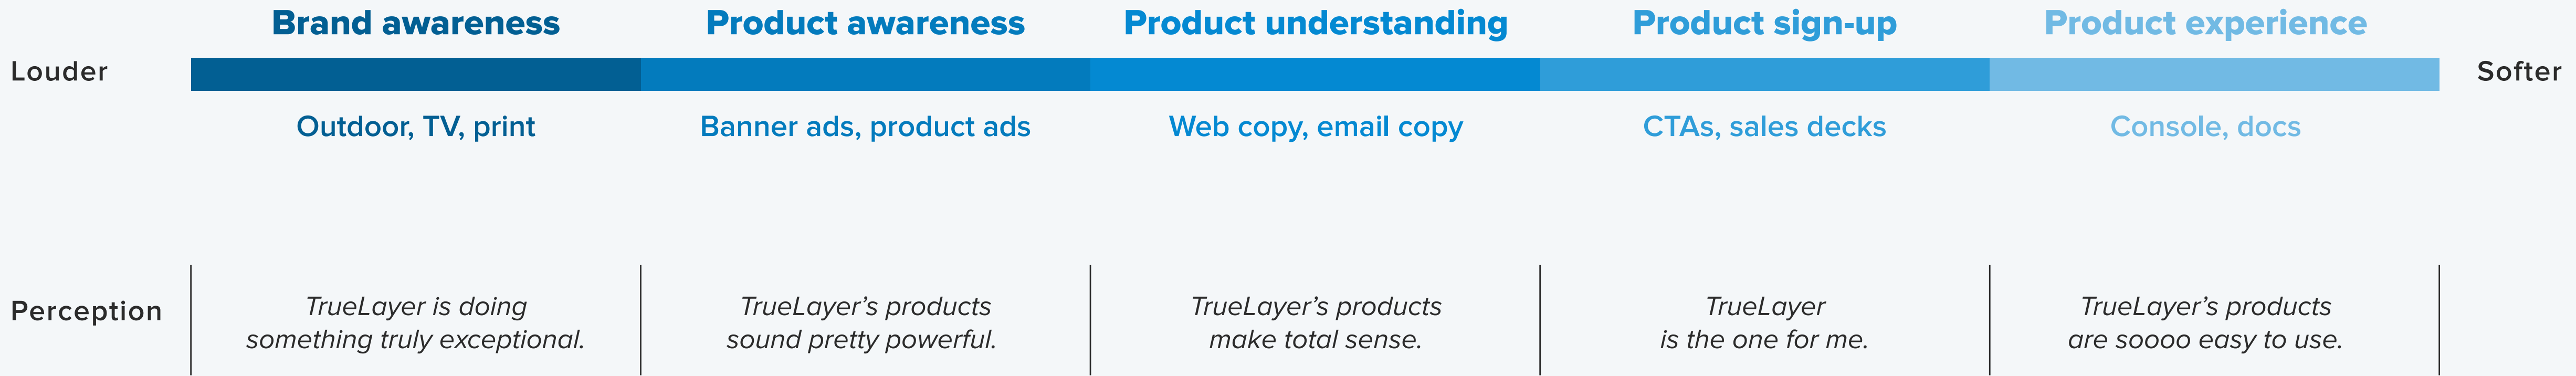 Brand awareness
Product awareness
Product understanding
Product sign-up
Product experience
Louder
Softer
Outdoor, TV, print
Banner ads, product ads
Web copy, email copy
CTAs, sales decks
Console, docs
Perception
TrueLayer is doing
something truly exceptional.
TrueLayer’s products
sound pretty powerful.
TrueLayer’s products
make total sense.
TrueLayer
is the one for me.
TrueLayer’s products
are soooo easy to use.